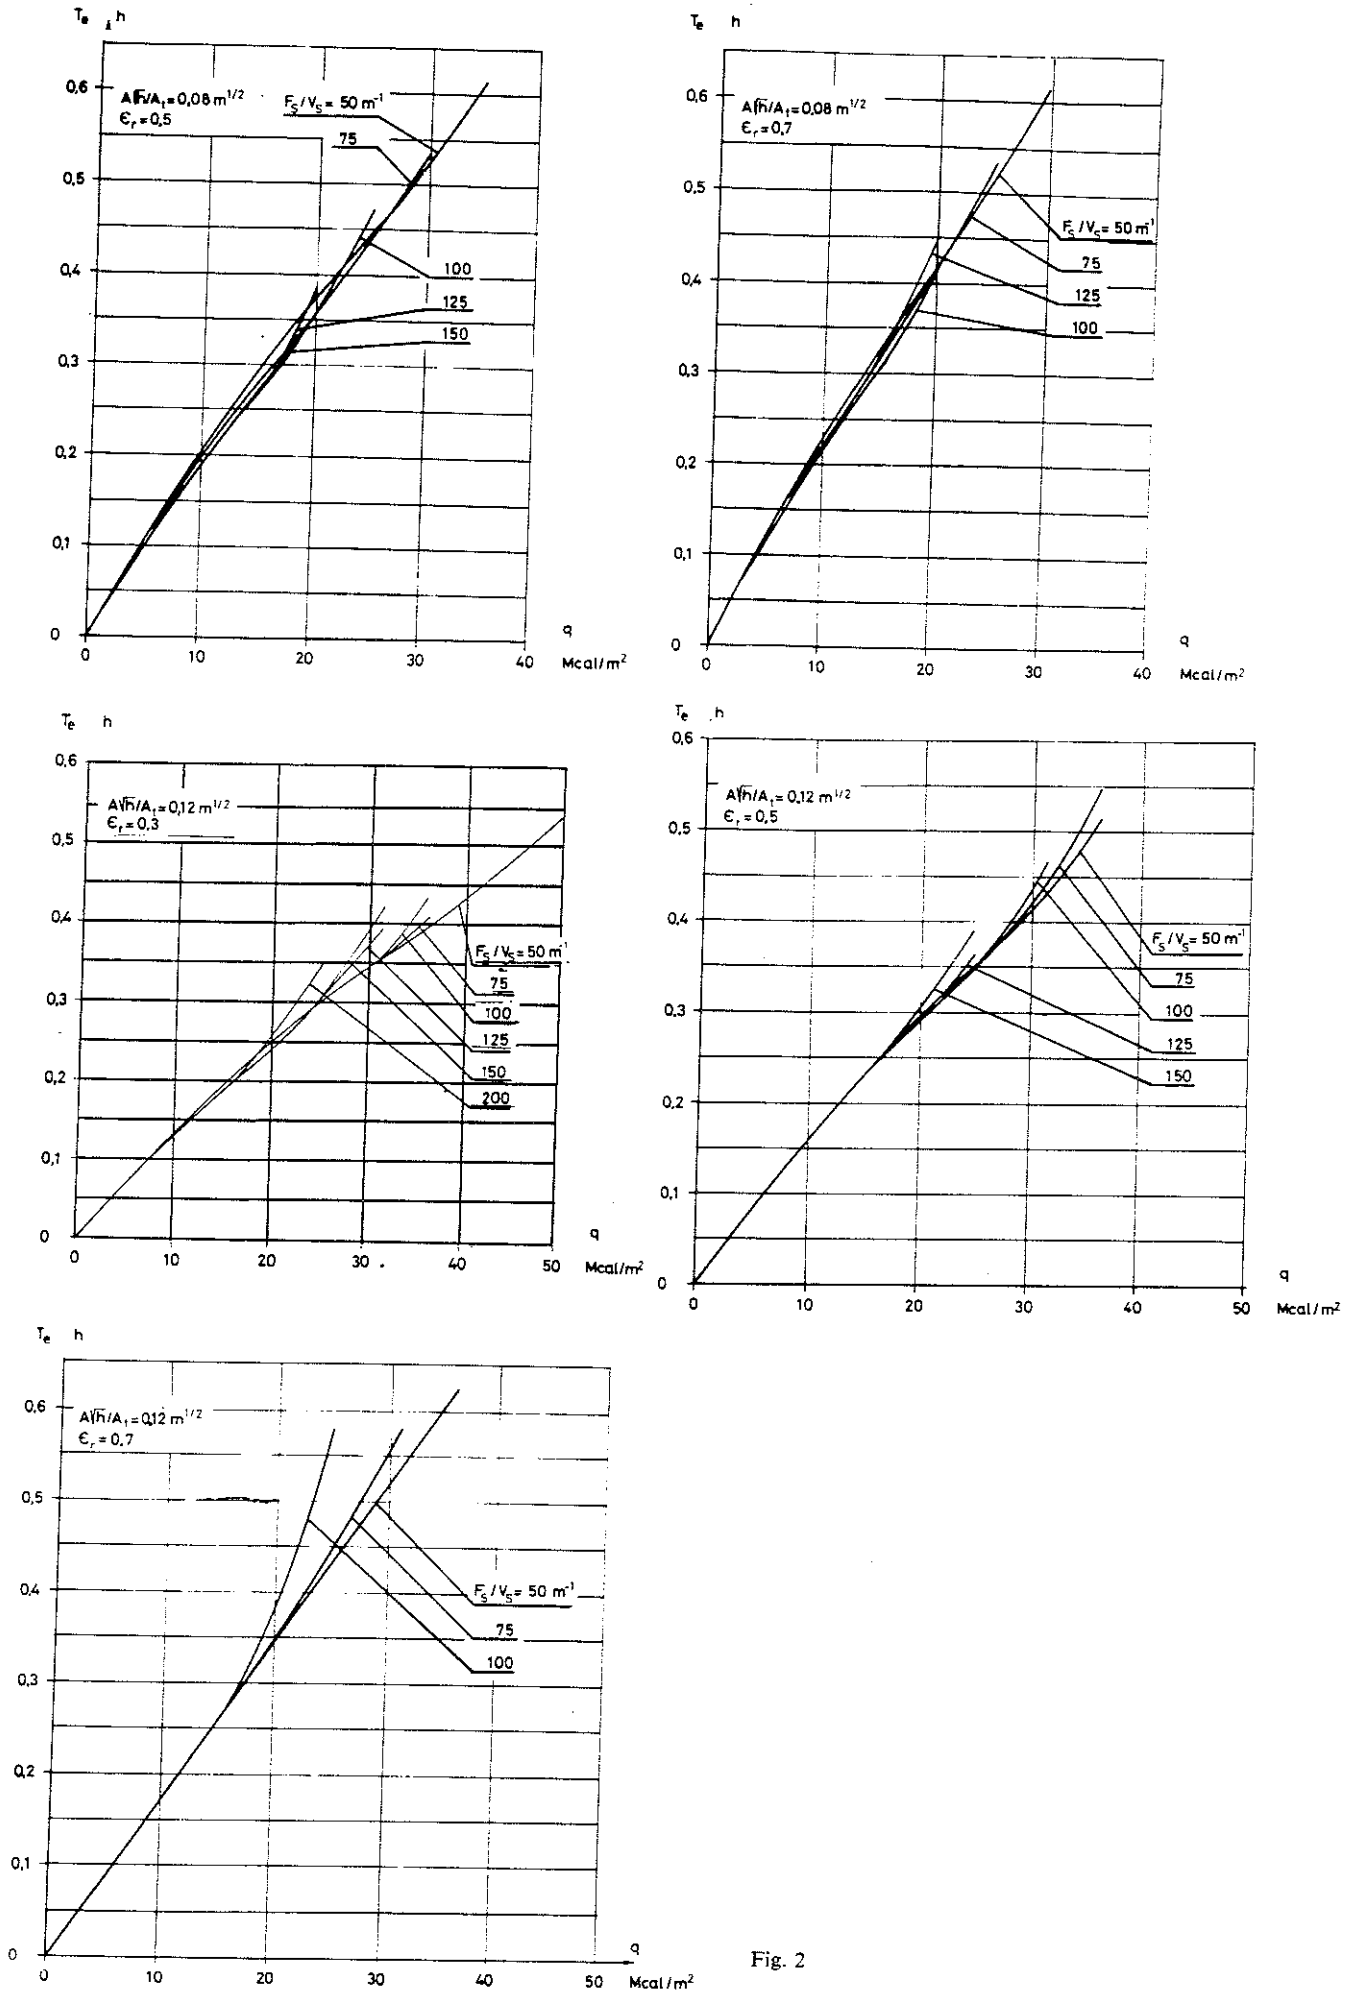 Te h
0,6
0,5
0,4
0,3
0,2
0,1
0
A√h/At = 0,08 m1/2
Єr = 0,5
FS/VS = 50 m-1
75
100
125
150
0 10 20 30 40
q
Mcal/m2
Te h
0,6
0,5
0,4
0,3
0,2
0,1
0
A√h/At = 0,08 m1/2
Єr = 0,7
FS/VS = 50 m-1
75
125
100
0 10 20 30 40
q
Mcal/m2
Te h
0,6
0,5
0,4
0,3
0,2
0,1
0
A√h/At = 0,12 m1/2
Єr = 0,3
FS/VS = 50 m-1
75
100
125
150
200
0 10 20 30 40 50
q
Mcal/m2
Te h
0,6
0,5
0,4
0,3
0,2
0,1
0
A√h/At = 0,12 m1/2
Єr = 0,5
FS/VS = 50 m-1
75
100
125
150
0 10 20 30 40 50
q
Mcal/m2
Te h
0,6
0,5
0,4
0,3
0,2
0,1
0
A√h/At = 0,12 m1/2
Єr = 0.7
FS/VS = 50 m-1
75
100
0 10 20 30 40 50
q
Mcal/m2
Fig. 2